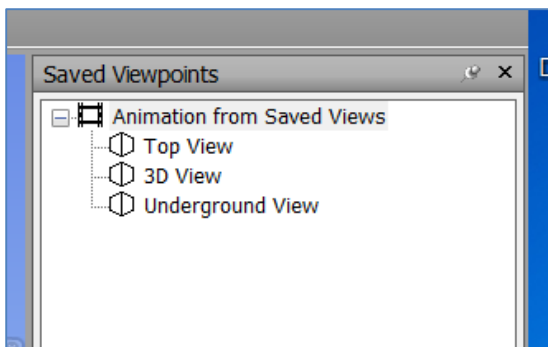 Saved Viewpoints
Animation from Saved Views
Top View
3D View
Underground View